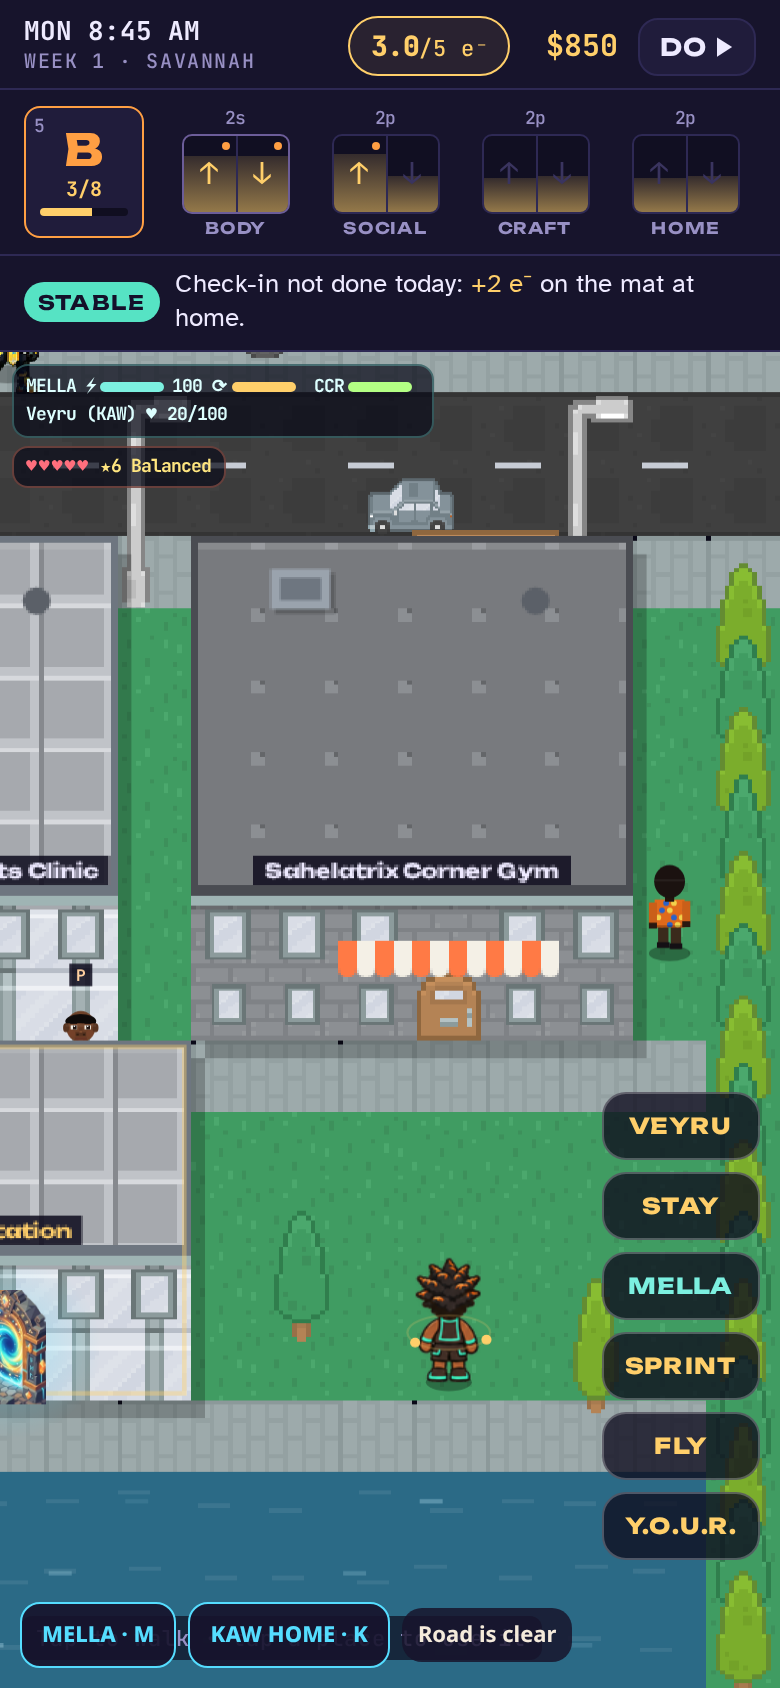 MON 8:45 AM
WEEK 1 · SAVANNAH
3.0/5 e⁻
$850
DO ▶
5
B
3/8
2s
↑ ↓
BODY
2p
↑ ↓
SOCIAL
2p
↑ ↓
CRAFT
2p
↑ ↓
HOME
STABLE
Check-in not done today: +2 e⁻ on the mat at
home.
MELLA ⚡ 100 ⟳ CCR
Veyru (KAW) ♥ 20/100
♥♥♥♥♥ ★6 Balanced
ts Clinic
Sahelatrix Corner Gym
P
tation
VEYRU
STAY
MELLA
SPRINT
FLY
Y.O.U.R.
MELLA · M
KAW HOME · K
Road is clear